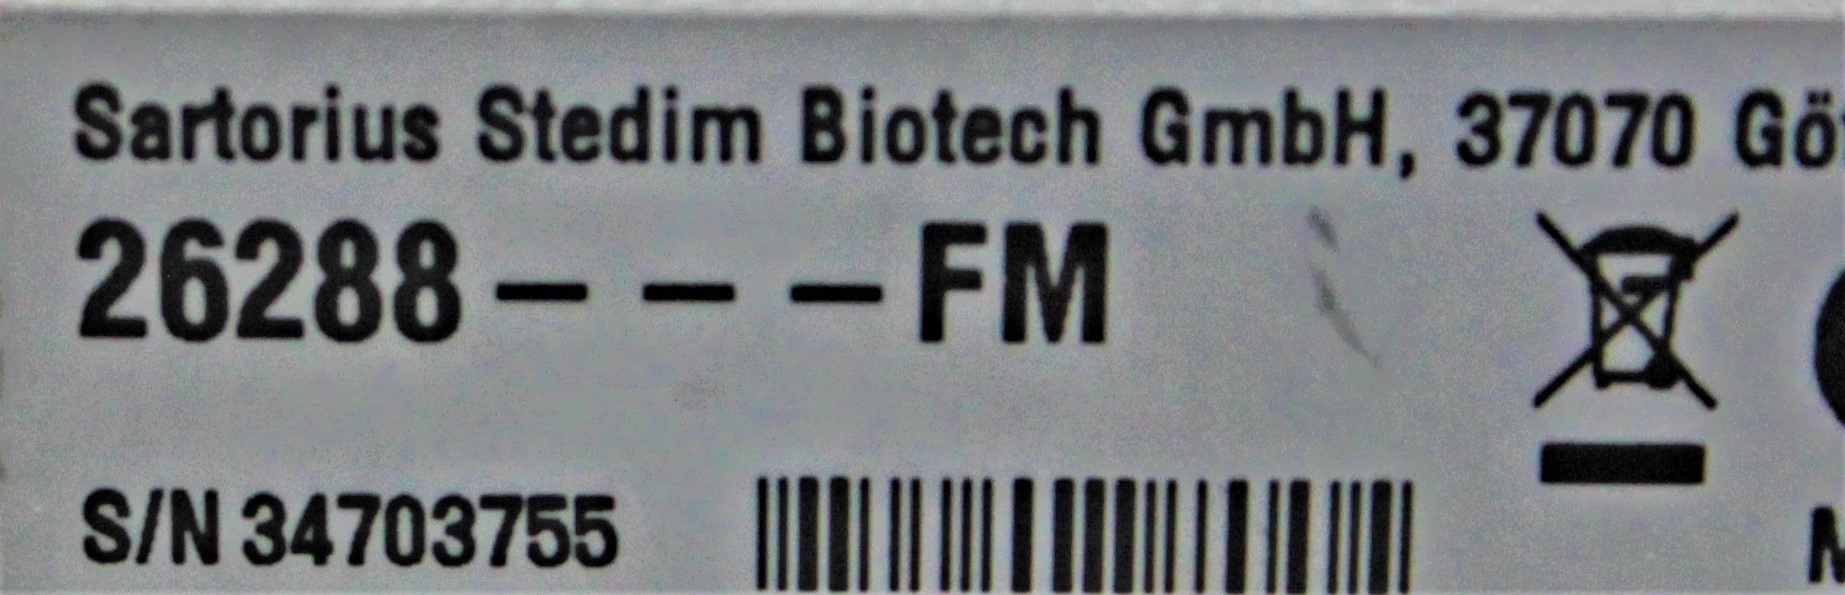 Sartorius Stedim Biotech GmbH, 37070
26288– – –FM
S/N 34703755